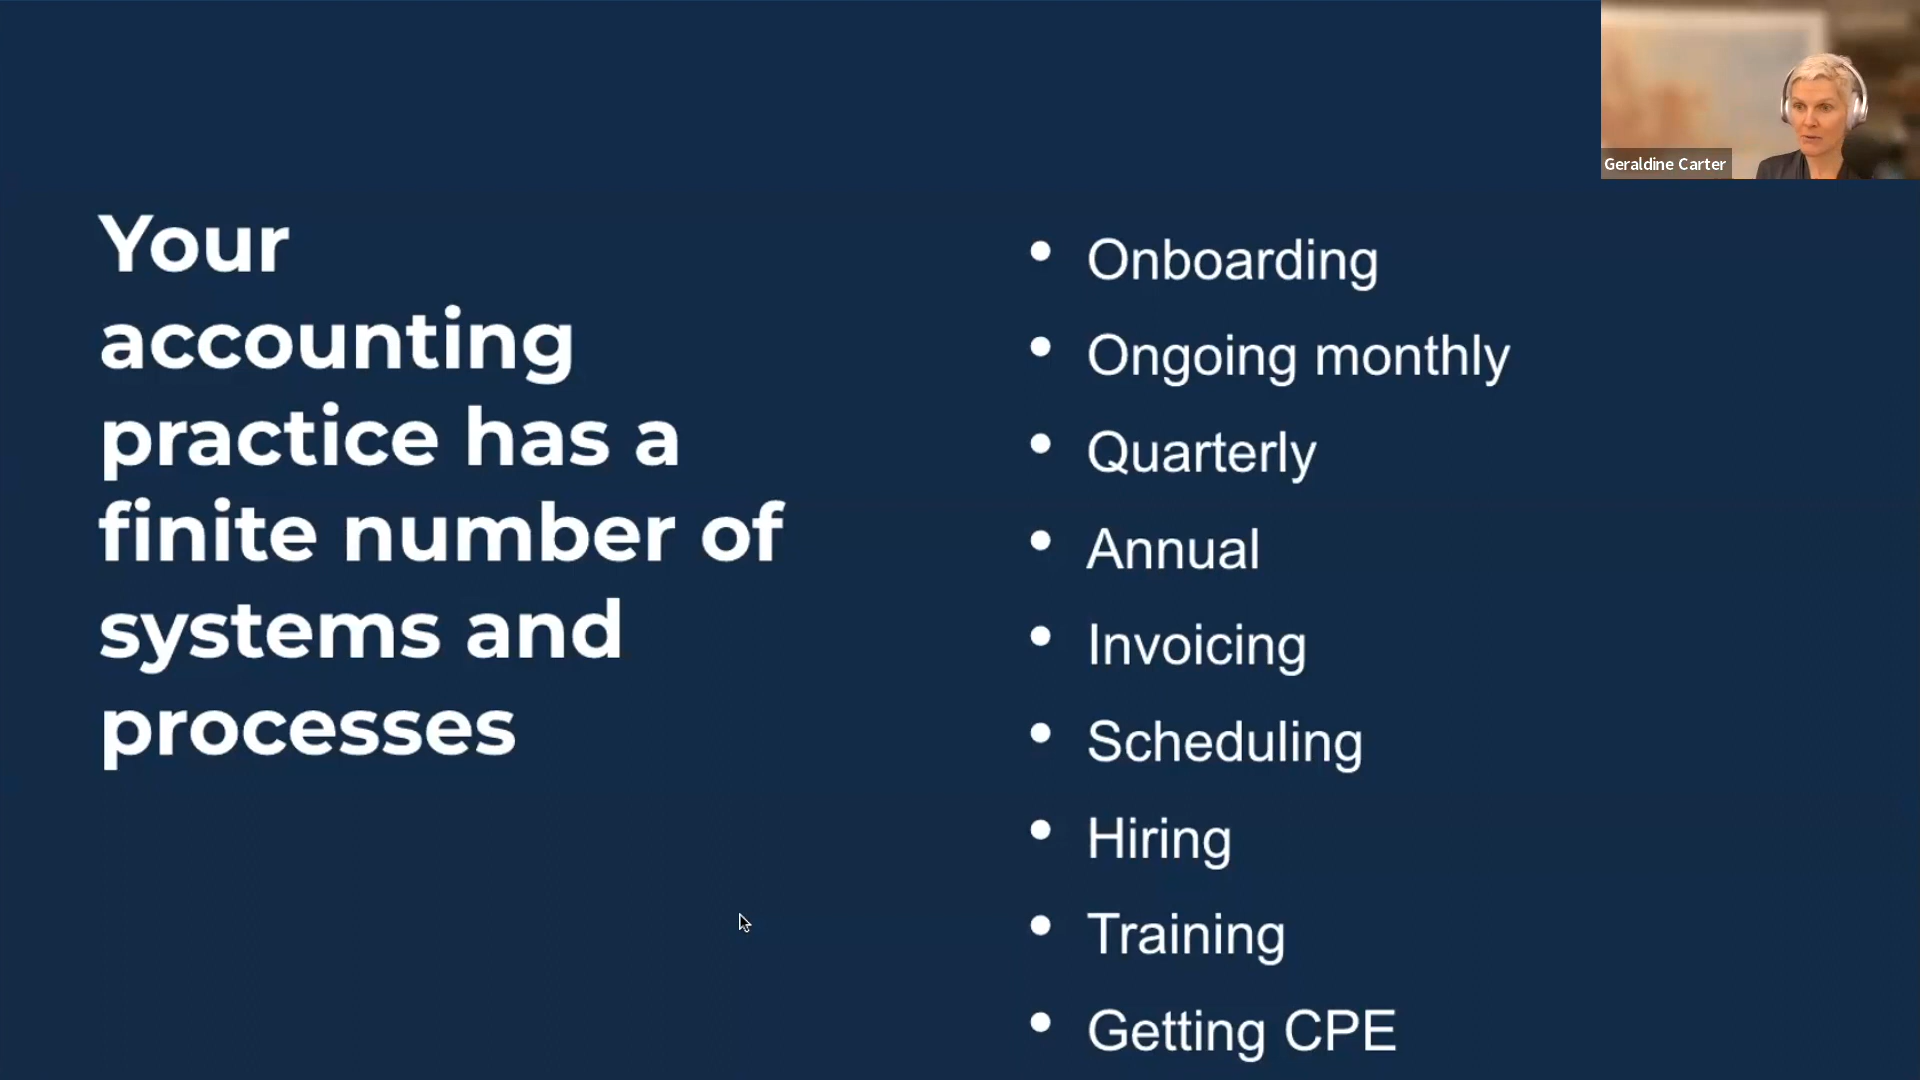 Geraldine Carter
Your
accounting
practice has a
finite number of
systems and
processes
• Onboarding
• Ongoing monthly
• Quarterly
• Annual
• Invoicing
• Scheduling
• Hiring
• Training
• Getting CPE